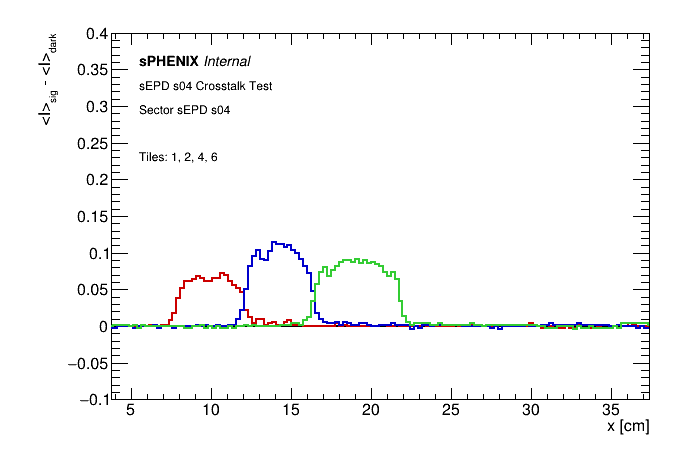 0.4
0.35
0.3
0.25
0.2
0.15
0.1
0.05
0
−0.05
−0.1
<I>sig - <I>dark
sPHENIX Internal
sEPD s04 Crosstalk Test
Sector sEPD s04
Tiles: 1, 2, 4, 6
5 10 15 20 25 30 35
x [cm]